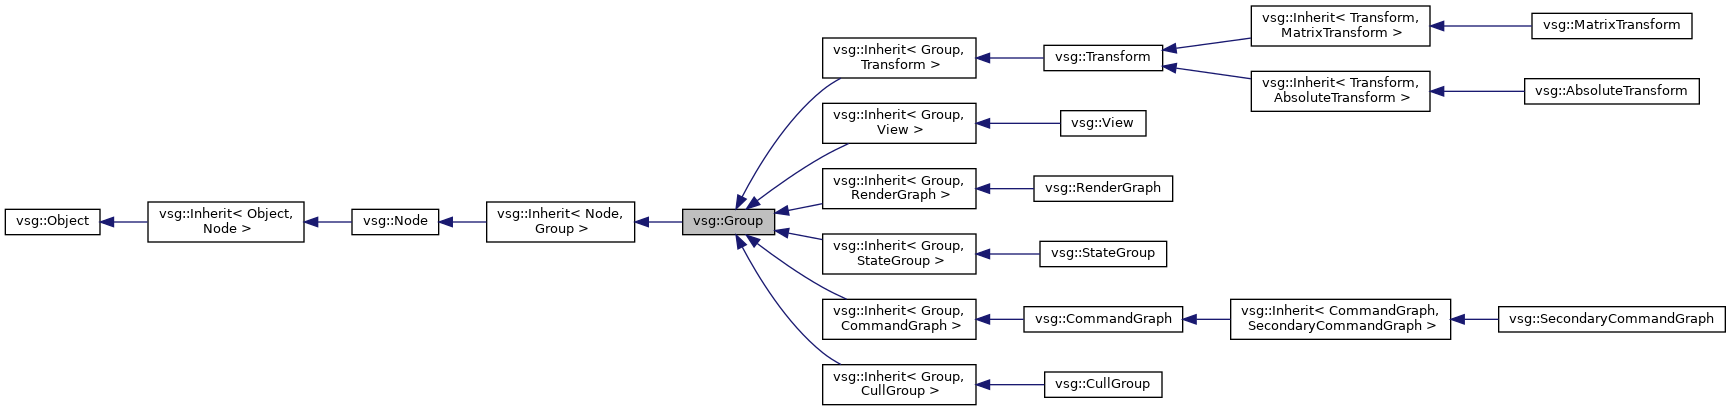 vsg::Object
vsg::Inherit< Object,
Node >
vsg::Node
vsg::Inherit< Node,
Group >
vsg::Group
vsg::Inherit< Group,
Transform >
vsg::Transform
vsg::Inherit< Transform,
MatrixTransform >
vsg::MatrixTransform
vsg::Inherit< Transform,
AbsoluteTransform >
vsg::AbsoluteTransform
vsg::Inherit< Group,
View >
vsg::View
vsg::Inherit< Group,
RenderGraph >
vsg::RenderGraph
vsg::Inherit< Group,
StateGroup >
vsg::StateGroup
vsg::Inherit< Group,
CommandGraph >
vsg::CommandGraph
vsg::Inherit< CommandGraph,
SecondaryCommandGraph >
vsg::SecondaryCommandGraph
vsg::Inherit< Group,
CullGroup >
vsg::CullGroup